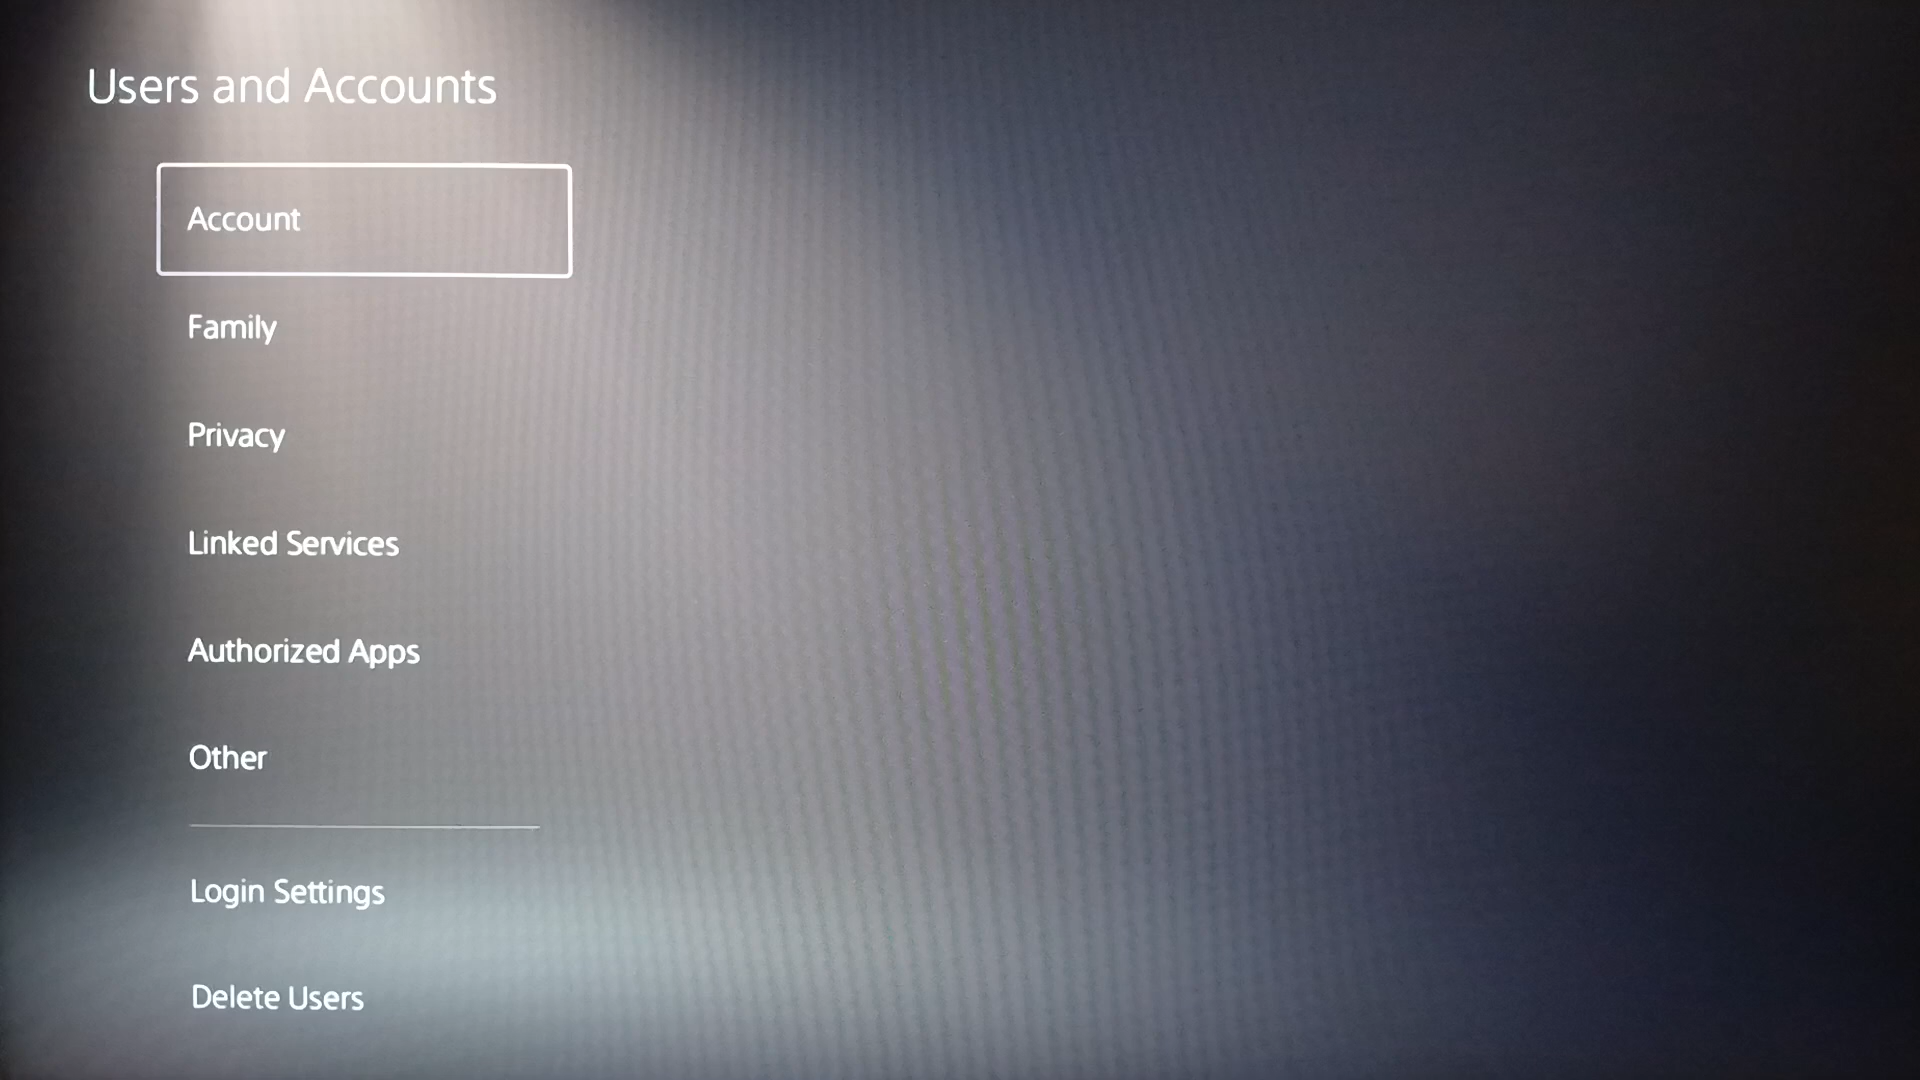 Users and Accounts
Account
Family
Privacy
Linked Services
Authorized Apps
Other
Login Settings
Delete Users